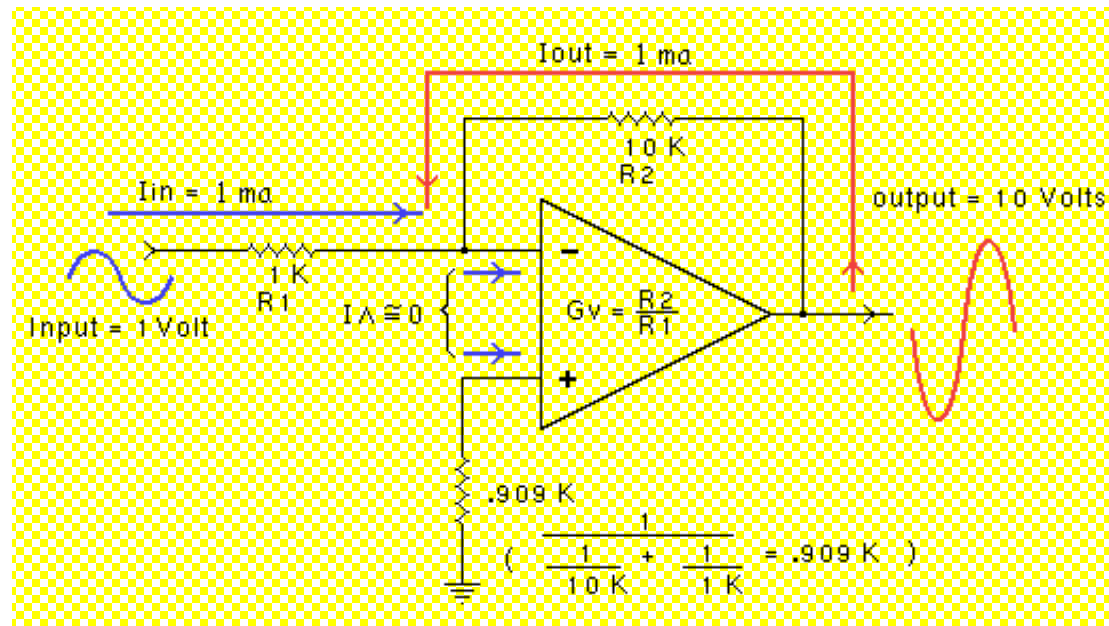 Iout = 1 ma
10 K
R2
Iin = 1 ma
output = 10 Volts
1 K
R1
Input = 1 Volt
IΛ ≅ 0
−
Gv = R2
R1
+
.909 K
1
( 1 + 1 = .909 K )
10 K 1 K